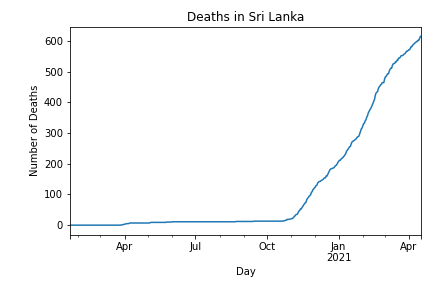 Deaths in Sri Lanka
Number of Deaths
600
500
400
300
200
100
0
Apr
Jul
Oct
Jan
2021
Apr
Day